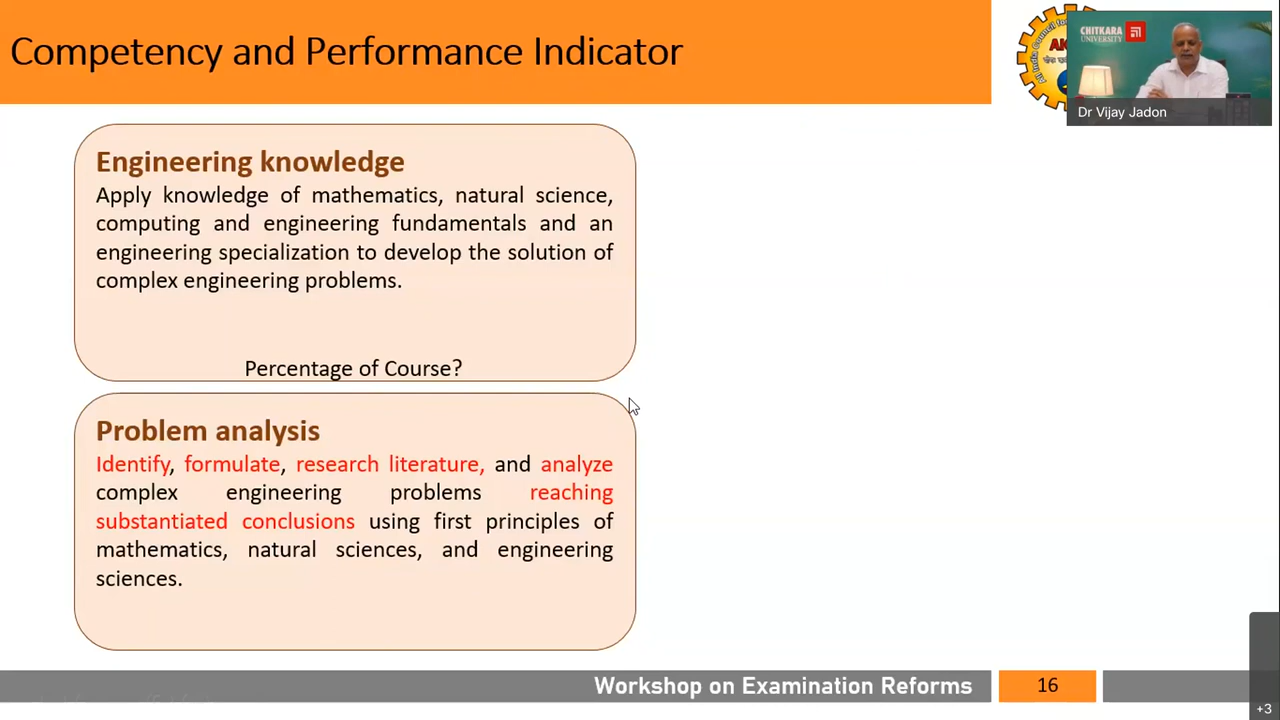 Competency and Performance Indicator
CHITKARA
UNIVERSITY
Dr Vijay Jadon
Engineering knowledge
Apply knowledge of mathematics, natural science,
computing and engineering fundamentals and an
engineering specialization to develop the solution of
complex engineering problems.
Percentage of Course?
Problem analysis
Identify, formulate, research literature, and analyze
complex engineering problems reaching
substantiated conclusions using first principles of
mathematics, natural sciences, and engineering
sciences.
Workshop on Examination Reforms
16
+3